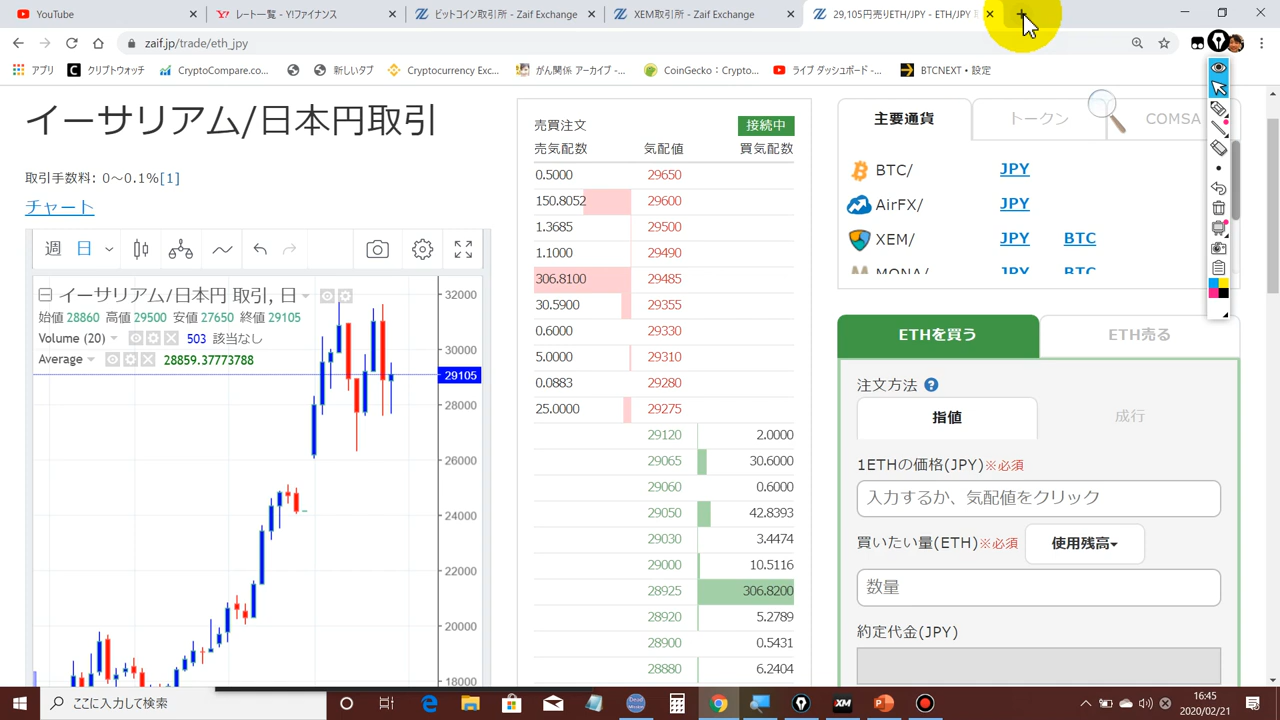 YouTube
レート一覧 - Y!ファイナンス
ビットコイン取引所 - Zaif Exchange
XEM取引所 - Zaif Exchange
29,105円売りETH/JPY - ETH/JPY
zaif.jp/trade/eth_jpy
アプリ
クリプトウォッチ
CryptoCompare.co...
新しいタブ
Cryptocurrency Exc...
がん関係 アーカイブ - ...
CoinGecko : Crypto...
ライブ ダッシュボード - ...
BTCNEXT • 設定
イーサリアム/日本円取引
取引手数料: 0～0.1%[1]
チャート
週 日
イーサリアム/日本円 取引, 日
始値 28860 高値 29500 安値 27650 終値 29105
Volume (20) 503 該当なし
Average 28859.37773788
32000
30000
29105
28000
26000
24000
22000
20000
18000
売買注文 接続中
売気配数 気配値 買気配数
0.5000 29650
150.8052 29600
1.3685 29500
1.1000 29490
306.8100 29485
30.5900 29355
0.6000 29330
5.0000 29310
0.0883 29280
25.0000 29275
29120 2.0000
29065 30.6000
29060 0.6000
29050 42.8393
29030 3.4474
29000 10.5116
28925 306.8200
28920 5.2789
28900 0.5431
28880 6.2404
主要通貨 トークン COMSA
BTC/ JPY
AirFX/ JPY
XEM/ JPY BTC
MONA/ JPY BTC
ETHを買う ETH売る
注文方法 ?
指値 成行
1ETHの価格(JPY)※必須
入力するか、気配値をクリック
買いたい量(ETH)※必須 使用残高
数量
約定代金(JPY)
ここに入力して検索
16:45
2020/02/21